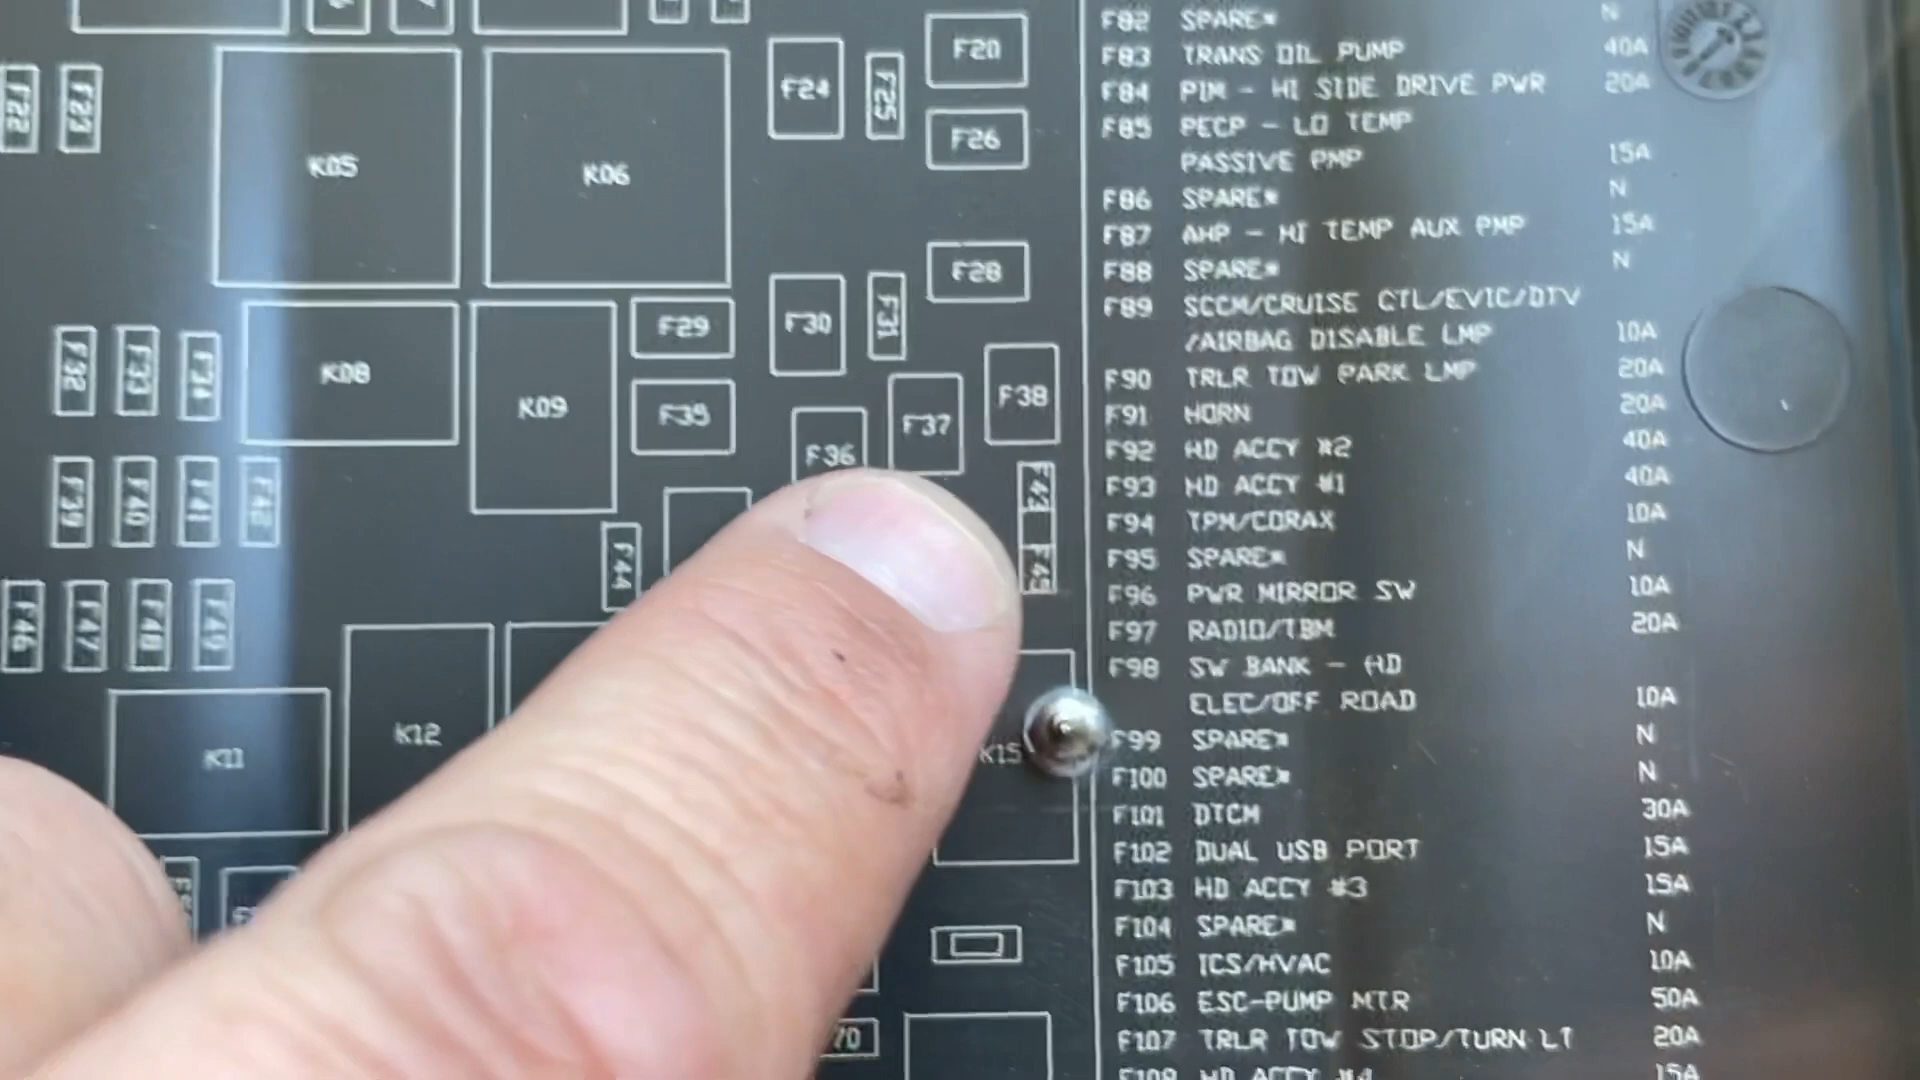 F20
F24
F25
F22
F23
F26
K05
K06
F28
F29
F30
F31
F32
F33
F34
K08
K09
F35
F38
F37
F36
F39
F40
F41
F42
F43
F44
F45
F46
F47
F48
F49
K11
K12
K15
70
F82 SPARE* N
F83 TRANS OIL PUMP 40A
F84 PIM - HI SIDE DRIVE PWR 20A
F85 PECP - LO TEMP
PASSIVE PMP 15A
F86 SPARE* N
F87 AHP - HI TEMP AUX PMP 15A
F88 SPARE* N
F89 SCCM/CRUISE CTL/EVIC/DTV
/AIRBAG DISABLE LMP 10A
F90 TRLR TOW PARK LMP 20A
F91 HORN 20A
F92 HD ACCY #2 40A
F93 HD ACCY #1 40A
F94 TPM/CORAX 10A
F95 SPARE* N
F96 PWR MIRROR SW 10A
F97 RADIO/TBM 20A
F98 SW BANK - HD
ELEC/OFF ROAD 10A
F99 SPARE* N
F100 SPARE* N
F101 DTCM 30A
F102 DUAL USB PORT 15A
F103 HD ACCY #3 15A
F104 SPARE* N
F105 ICS/HVAC 10A
F106 ESC-PUMP MTR 50A
F107 TRLR TOW STOP/TURN LT 20A
F108 HD ACCY #4 15A